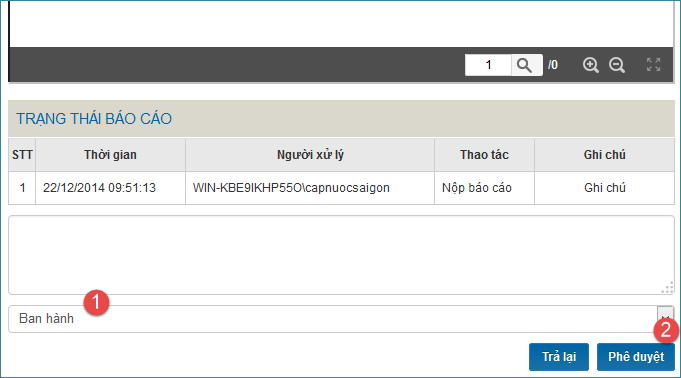 1 /0
TRẠNG THÁI BÁO CÁO
STT Thời gian Người xử lý Thao tác Ghi chú
1 22/12/2014 09:51:13 WIN-KBE9IKHP55O\capnuocsaigon Nộp báo cáo Ghi chú
1
Ban hành
2
Trả lại Phê duyệt